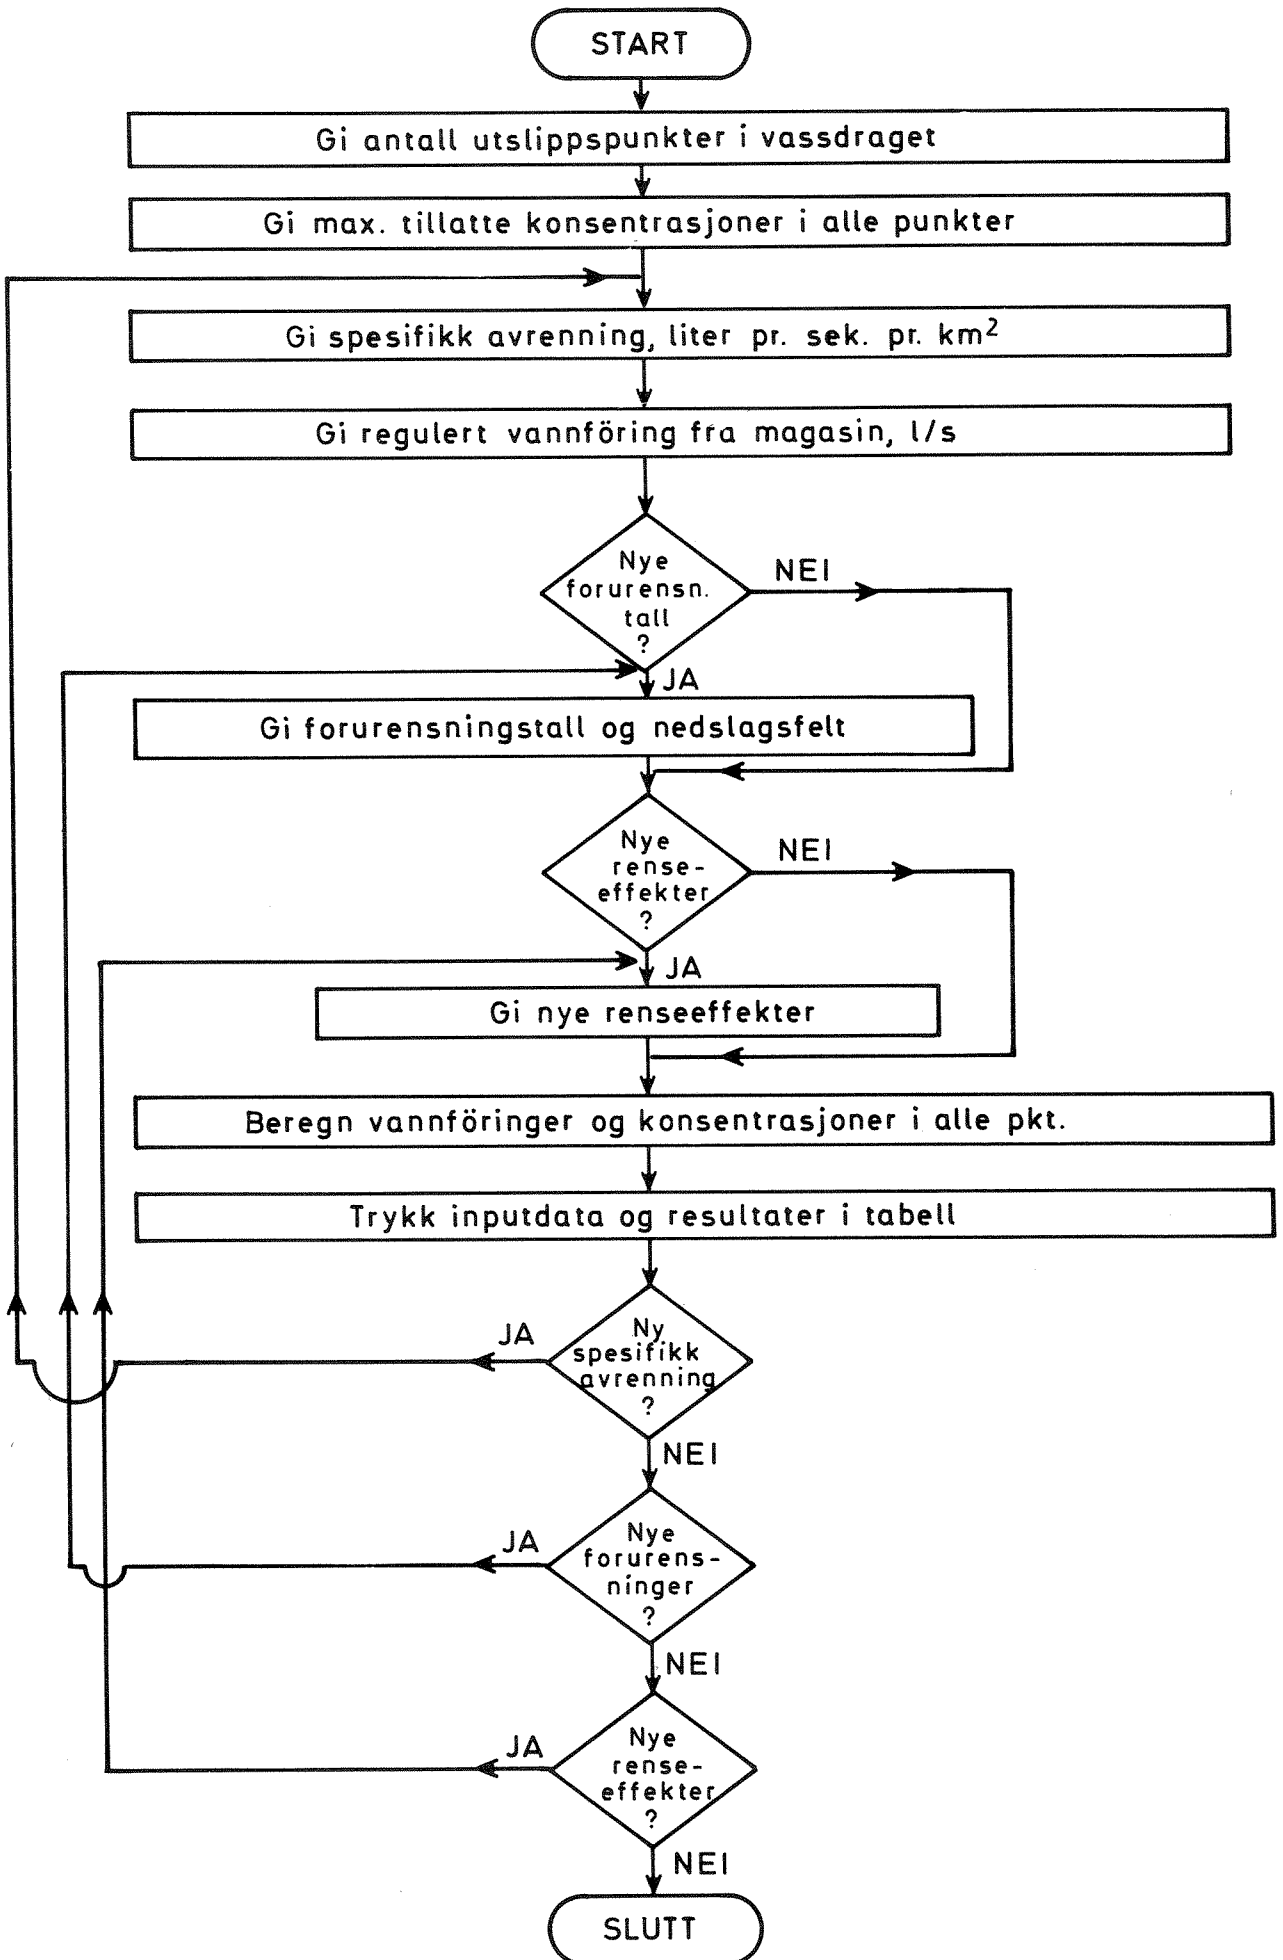 START
Gi antall utslippspunkter i vassdraget
Gi max. tillatte konsentrasjoner i alle punkter
Gi spesifikk avrenning, liter pr. sek. pr. km²
Gi regulert vannföring fra magasin, l/s
Nye
forurensn.
tall
?
NEI
JA
Gi forurensningstall og nedslagsfelt
Nye
rense-
effekter
?
NEI
JA
Gi nye renseeffekter
Beregn vannföringer og konsentrasjoner i alle pkt.
Trykk inputdata og resultater i tabell
Ny
spesifikk
avrenning
?
JA
NEI
Nye
forurens-
ninger
?
JA
NEI
Nye
rense-
effekter
?
JA
NEI
SLUTT